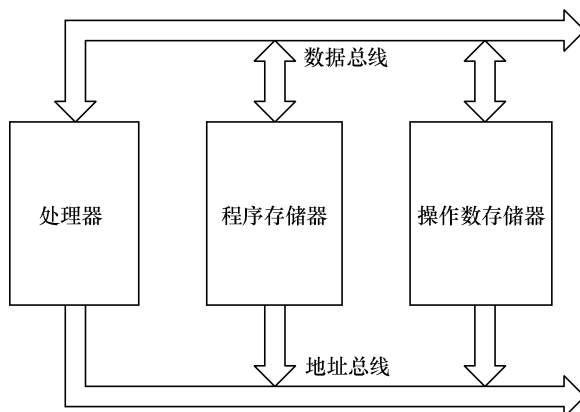 数据总线
处理器
程序存储器
操作数存储器
地址总线